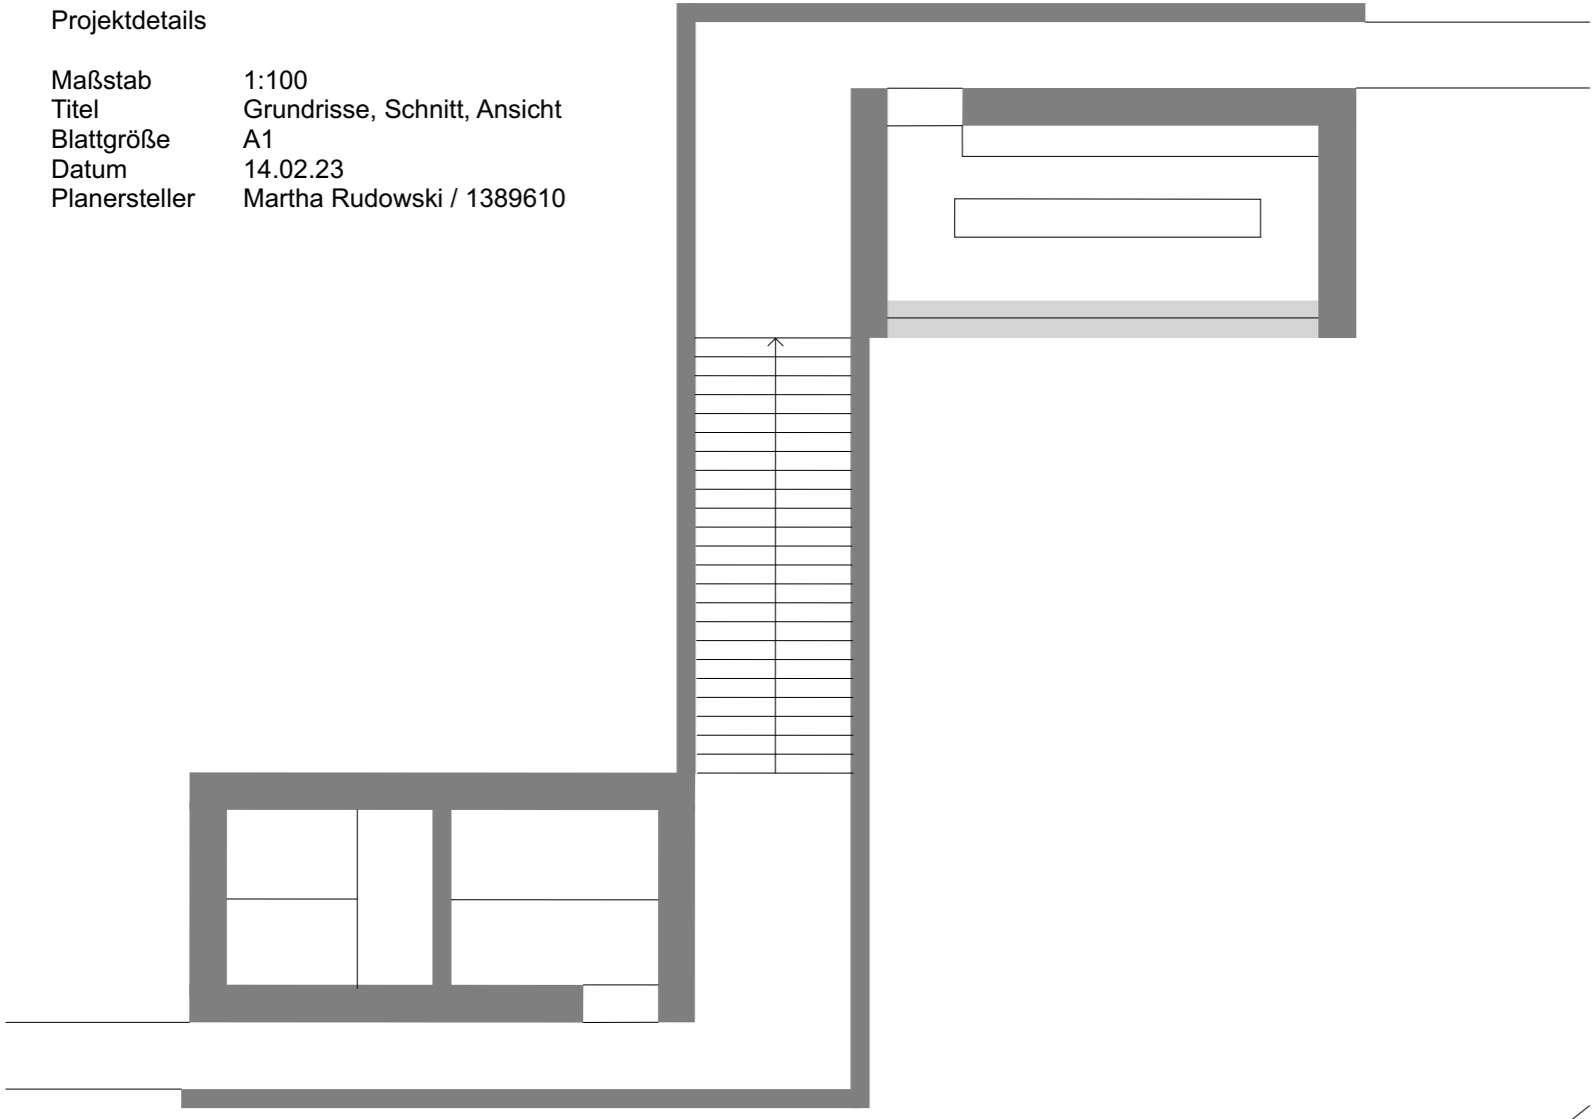 Projektdetails
Maßstab 1:100
Titel Grundrisse, Schnitt, Ansicht
Blattgröße A1
Datum 14.02.23
Planersteller Martha Rudowski / 1389610